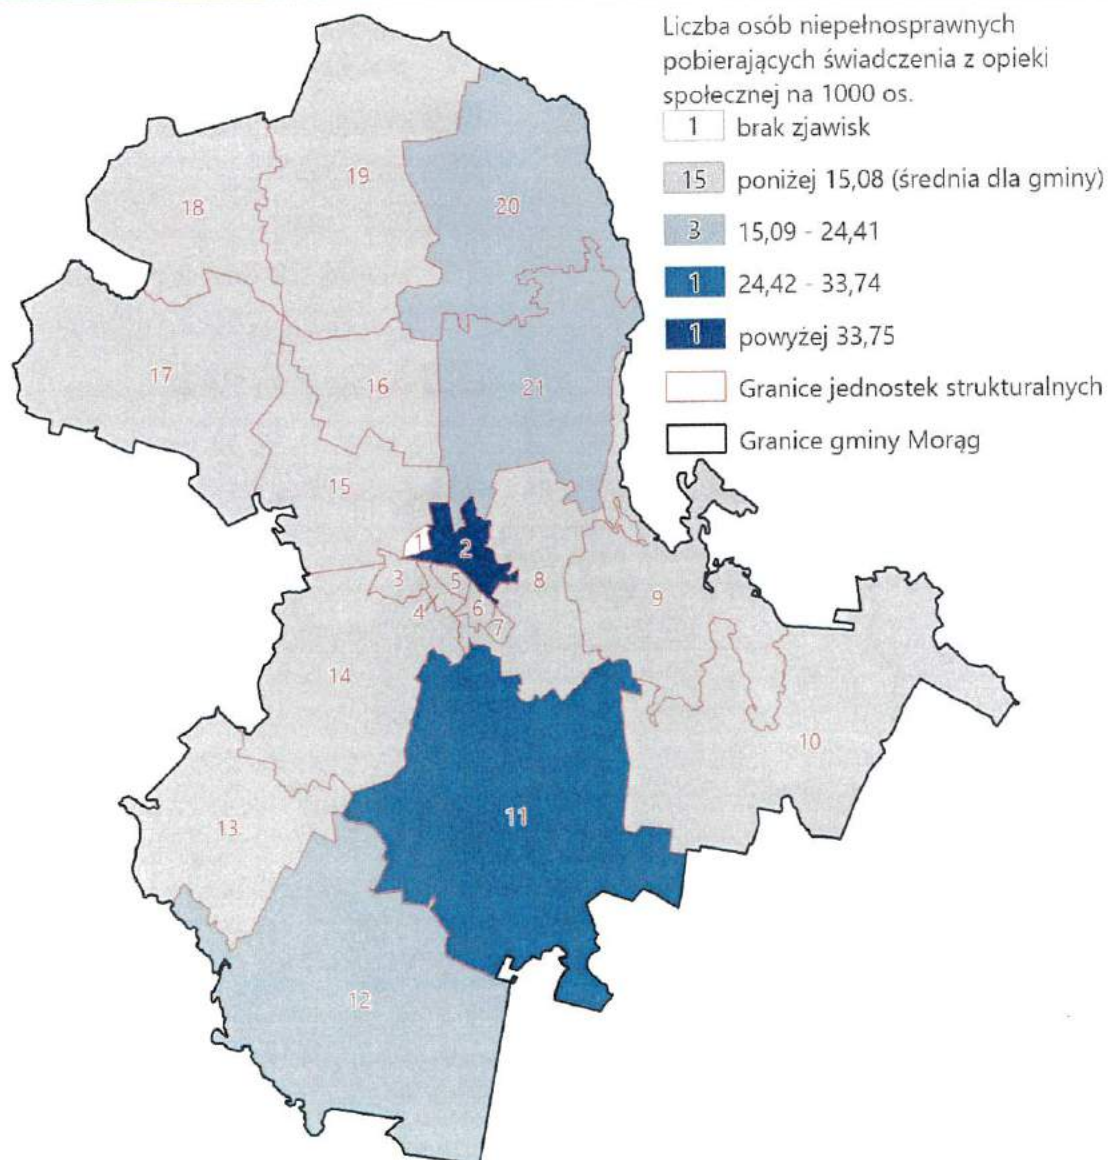 Liczba osób niepełnosprawnych
pobierających świadczenia z opieki
społecznej na 1000 os.
1 brak zjawisk
15 poniżej 15,08 (średnia dla gminy)
3 15,09 - 24,41
1 24,42 - 33,74
1 powyżej 33,75
Granice jednostek strukturalnych
Granice gminy Morąg
19
18
20
17
16
21
15
1
2
3
5
8
4
6
9
7
14
10
11
13
12